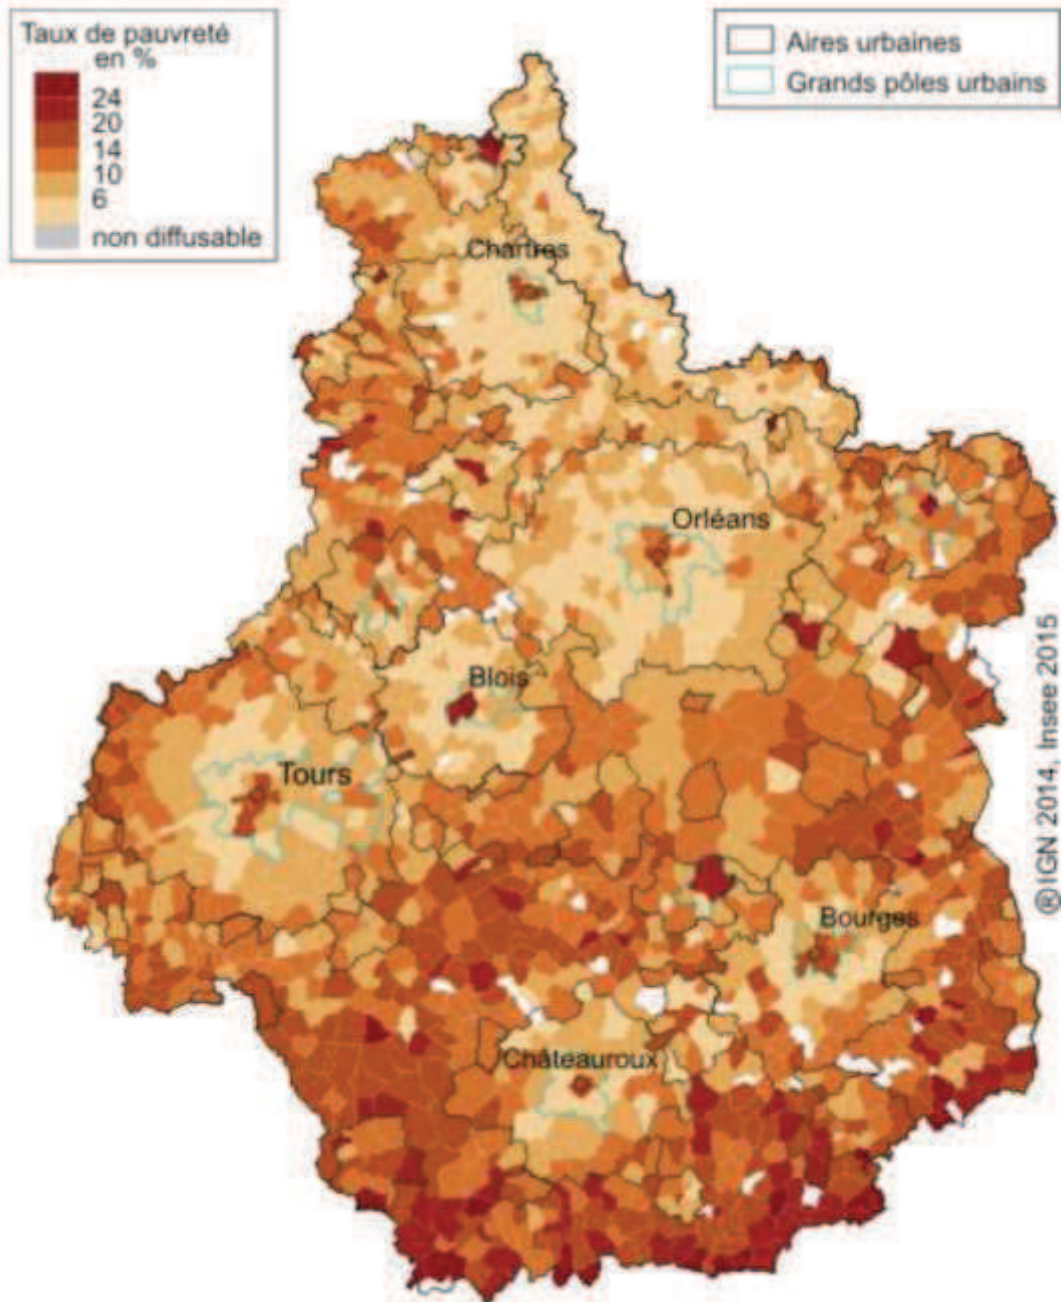 Taux de pauvreté
en %
24
20
14
10
6
non diffusable
Aires urbaines
Grands pôles urbains
Chartres
Orléans
Blois
Tours
Bourges
Châteauroux
® IGN 2014, Insee 2015